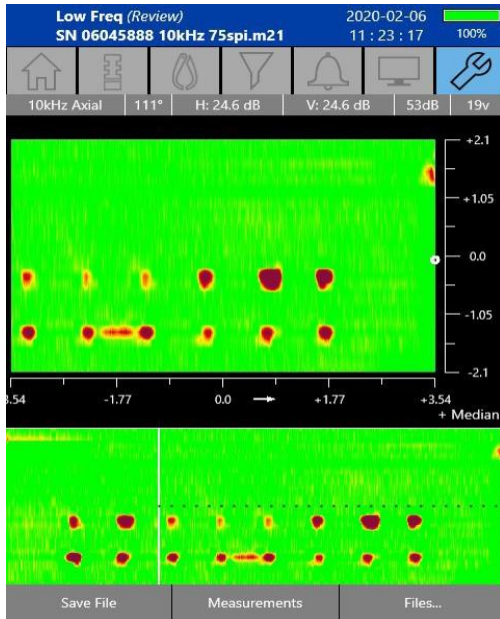 Low Freq (Review) 2020-02-06
SN 06045888 10kHz 75spi.m21 11 : 23 : 17 100%
10kHz Axial 111° H: 24.6 dB V: 24.6 dB 53dB 19v
+2.1
+1.05
0.0
-1.05
-2.1
3.54 -1.77 0.0 +1.77 +3.54
+ Median
Save File Measurements Files...